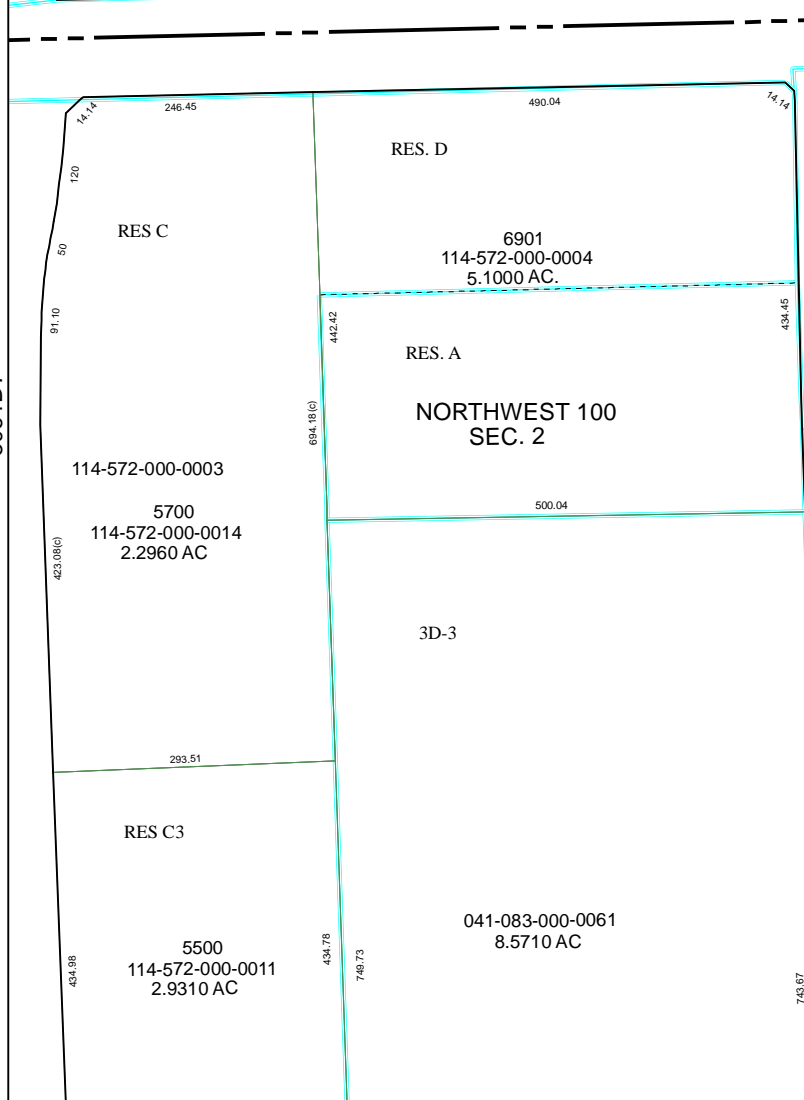 14.14
246.45
490.04
14.14
RES. D
120
RES C
50
6901
114-572-000-0004
5.1000 AC.
91.10
442.42
434.45
RES. A
694.18(c)
NORTHWEST 100
SEC. 2
114-572-000-0003
500.04
5700
114-572-000-0014
2.2960 AC
423.08(c)
3D-3
293.51
RES C3
041-083-000-0061
8.5710 AC
5500
114-572-000-0011
2.9310 AC
434.98
434.78
749.73
743.67